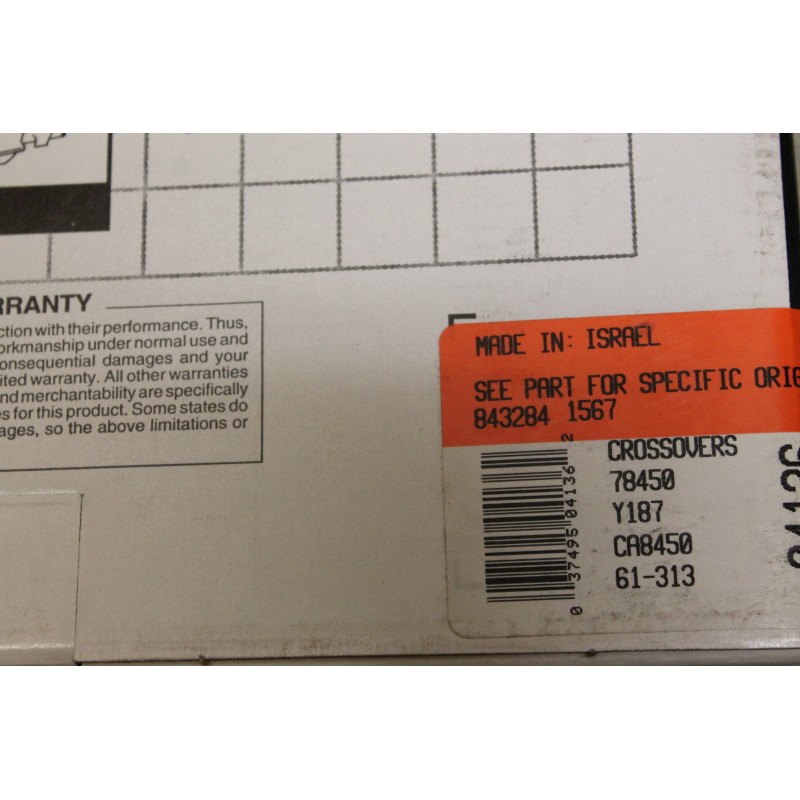 RRANTY
ction with their performance. Thus,
orkmanship under normal use and
onsequential damages and your
ited warranty. All other warranties
nd merchantability are specifically
es for this product. Some states do
ages, so the above limitations or
MADE IN: ISRAEL
SEE PART FOR SPECIFIC ORIG
843284 1567
CROSSOVERS
78450
Y187
CA8450
61-313
0 37495 04136 2